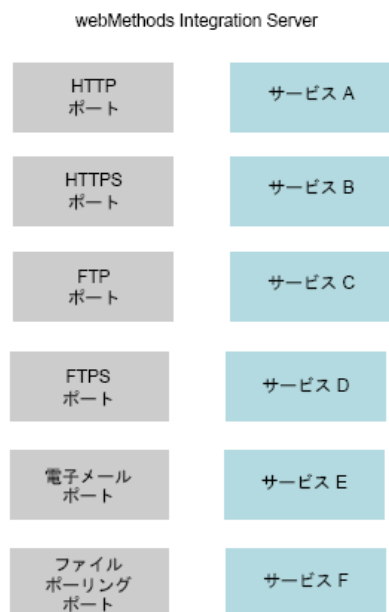 webMethods Integration Server
HTTP
ポート
サービス A
HTTPS
ポート
サービス B
FTP
ポート
サービス C
FTPS
ポート
サービス D
電子メール
ポート
サービス E
ファイル
ポーリング
ポート
サービス F